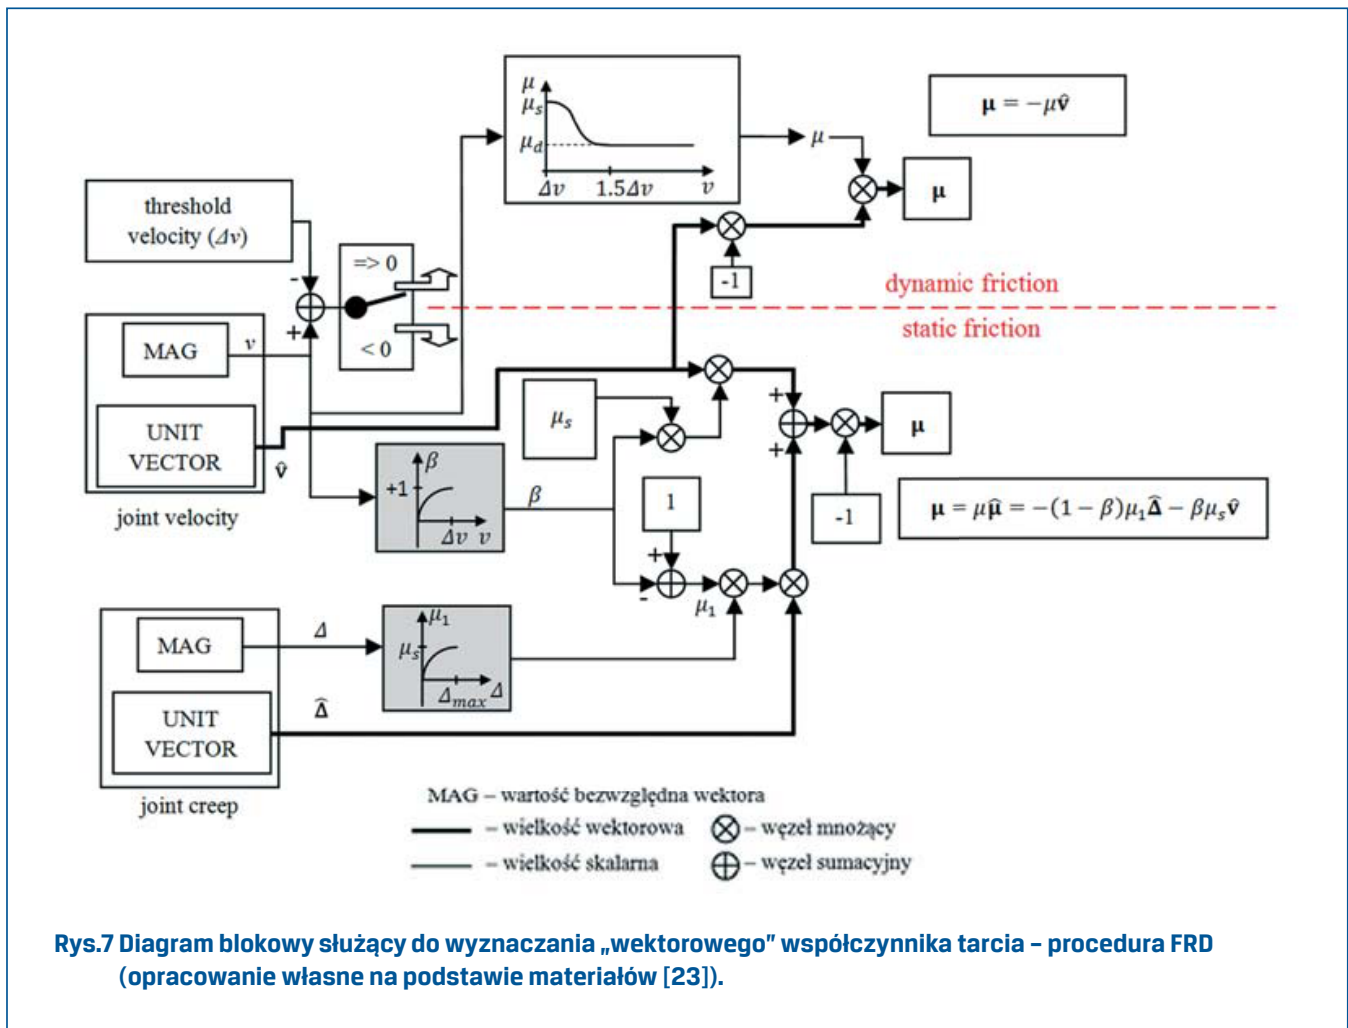 μ
μₛ
μ_d
Δv 1.5Δv v
μ
𝛍 = −μv̂
𝛍
threshold
velocity (Δv)
-
+
=> 0
< 0
-1
dynamic friction
static friction
MAG
v
UNIT
VECTOR
v̂
joint velocity
β
+1
Δv v
β
μₛ
1
+
-
μ₁
+
+
-1
𝛍
𝛍 = μ𝛍̂ = −(1 − β)μ₁𝚫̂ − βμₛv̂
MAG
Δ
UNIT
VECTOR
𝚫̂
joint creep
μ₁
μₛ
Δ_max Δ
MAG – wartość bezwzględna wektora
– wielkość wektorowa
– węzeł mnożący
– wielkość skalarna
– węzeł sumacyjny
Rys.7 Diagram blokowy służący do wyznaczania „wektorowego” współczynnika tarcia – procedura FRD
(opracowanie własne na podstawie materiałów [23]).